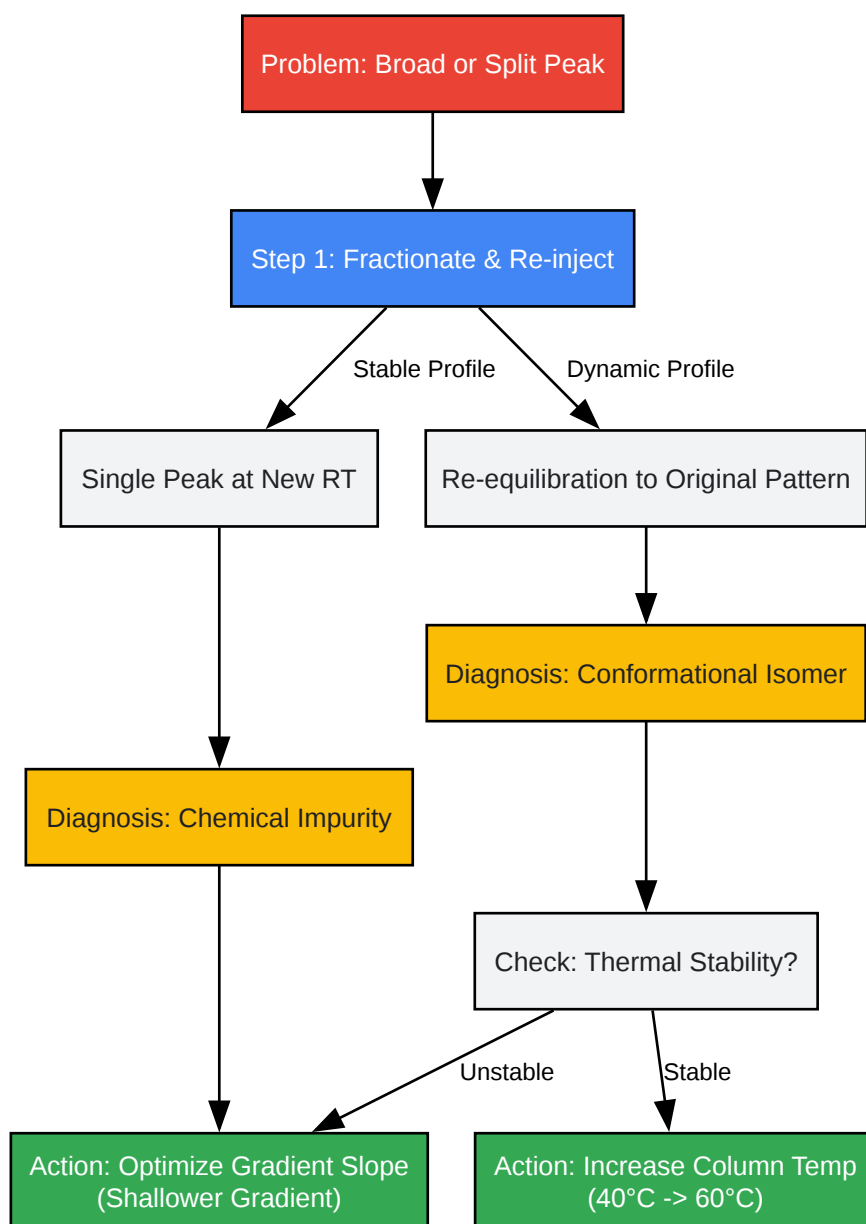 Problem: Broad or Split Peak
Step 1: Fractionate & Re-inject
Stable Profile
Dynamic Profile
Single Peak at New RT
Re-equilibration to Original Pattern
Diagnosis: Conformational Isomer
Diagnosis: Chemical Impurity
Check: Thermal Stability?
Unstable
Stable
Action: Optimize Gradient Slope
(Shallower Gradient)
Action: Increase Column Temp
(40°C -> 60°C)